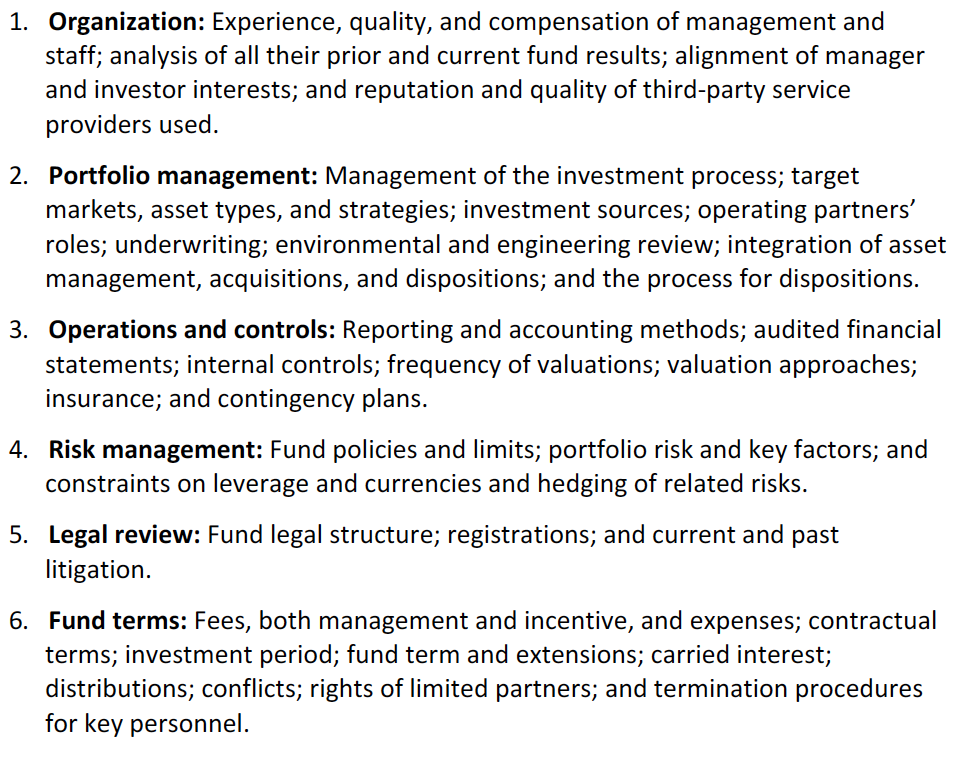 1. Organization: Experience, quality, and compensation of management and
staff; analysis of all their prior and current fund results; alignment of manager
and investor interests; and reputation and quality of third-party service
providers used.
2. Portfolio management: Management of the investment process; target
markets, asset types, and strategies; investment sources; operating partners’
roles; underwriting; environmental and engineering review; integration of asset
management, acquisitions, and dispositions; and the process for dispositions.
3. Operations and controls: Reporting and accounting methods; audited financial
statements; internal controls; frequency of valuations; valuation approaches;
insurance; and contingency plans.
4. Risk management: Fund policies and limits; portfolio risk and key factors; and
constraints on leverage and currencies and hedging of related risks.
5. Legal review: Fund legal structure; registrations; and current and past
litigation.
6. Fund terms: Fees, both management and incentive, and expenses; contractual
terms; investment period; fund term and extensions; carried interest;
distributions; conflicts; rights of limited partners; and termination procedures
for key personnel.